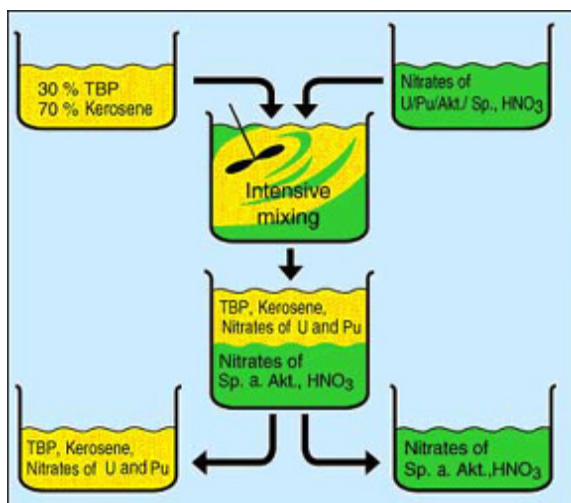 30 % TBP
70 % Kerosene
Nitrates of
U/Pu/Akt./ Sp., HNO₃
Intensive
mixing
TBP, Kerosene,
Nitrates of U and Pu
Nitrates of
Sp. a. Akt., HNO₃
TBP, Kerosene,
Nitrates of U and Pu
Nitrates of
Sp. a. Akt.,HNO₃